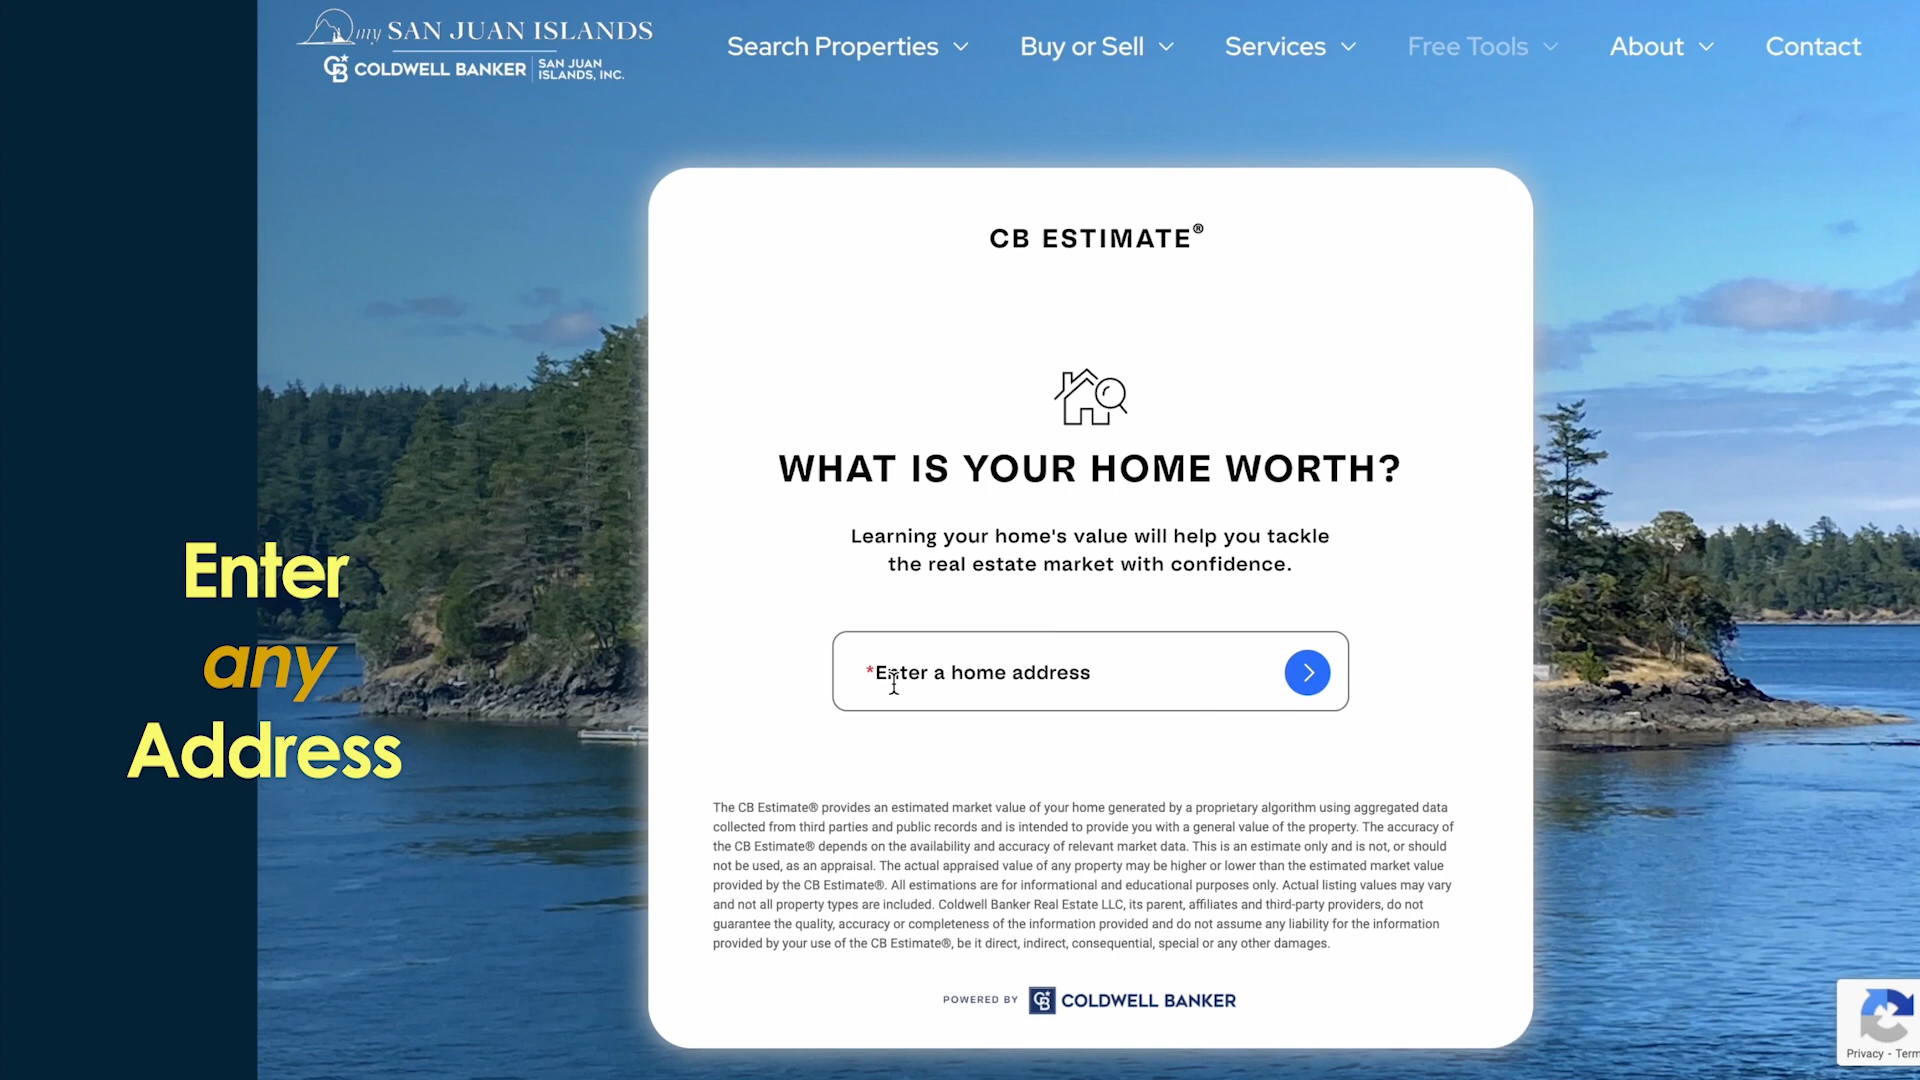 my SAN JUAN ISLANDS
COLDWELL BANKER
SAN JUAN
ISLANDS, INC.
Search Properties
Buy or Sell
Services
Free Tools
About
Contact
CB ESTIMATE®
WHAT IS YOUR HOME WORTH?
Learning your home's value will help you tackle
the real estate market with confidence.
*Enter a home address
Enter
any
Address
The CB Estimate® provides an estimated market value of your home generated by a proprietary algorithm using aggregated data
collected from third parties and public records and is intended to provide you with a general value of the property. The accuracy of
the CB Estimate® depends on the availability and accuracy of relevant market data. This is an estimate only and is not, or should
not be used, as an appraisal. The actual appraised value of any property may be higher or lower than the estimated market value
provided by the CB Estimate®. All estimations are for informational and educational purposes only. Actual listing values may vary
and not all property types are included. Coldwell Banker Real Estate LLC, its parent, affiliates and third-party providers, do not
guarantee the quality, accuracy or completeness of the information provided and do not assume any liability for the information
provided by your use of the CB Estimate®, be it direct, indirect, consequential, special or any other damages.
POWERED BY CB COLDWELL BANKER
Privacy - Term